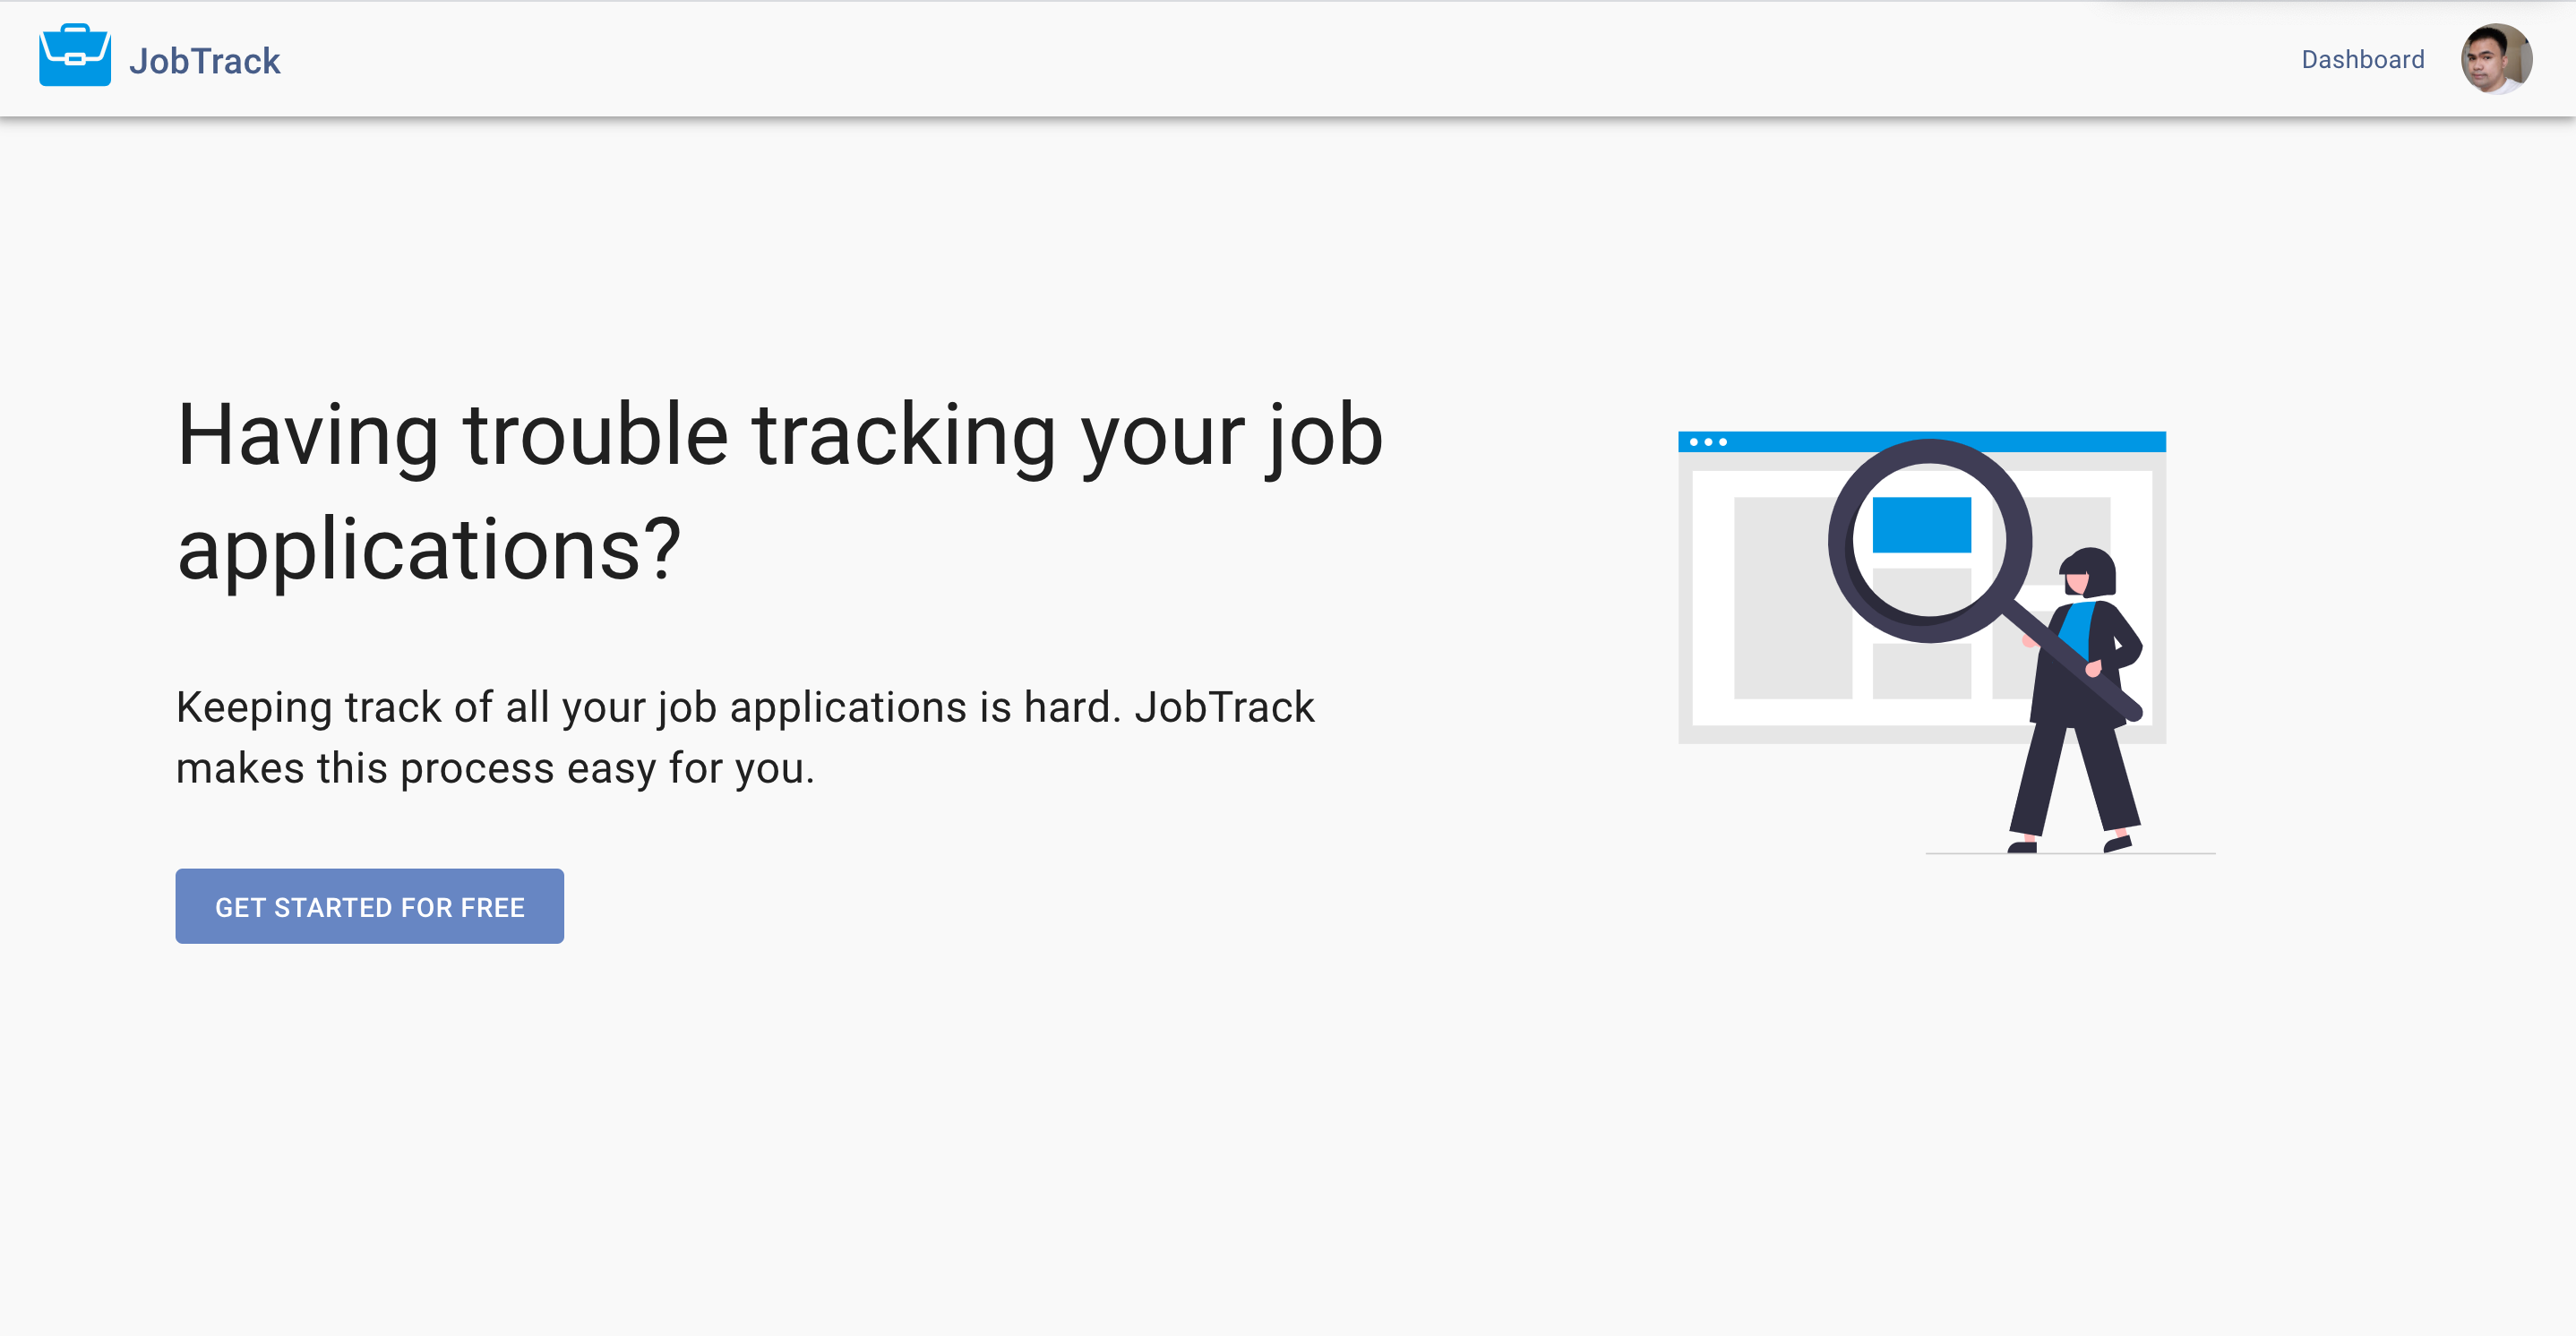 JobTrack
Dashboard
Having trouble tracking your job
applications?
Keeping track of all your job applications is hard. JobTrack
makes this process easy for you.
GET STARTED FOR FREE